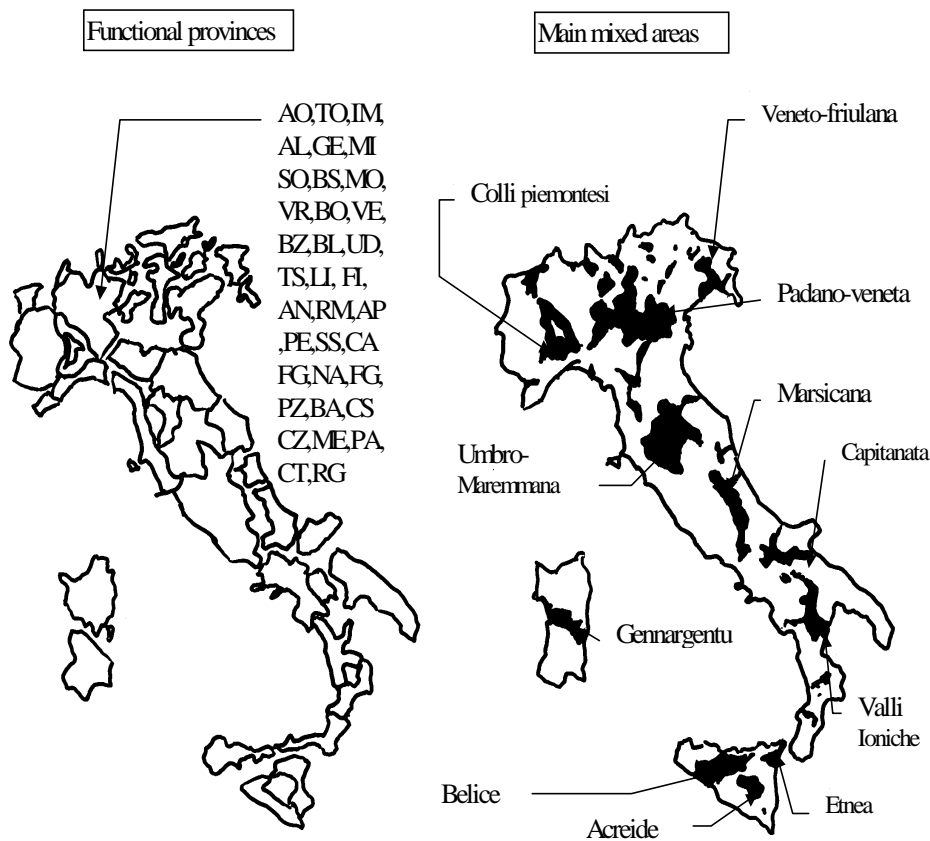 Functional provinces
AO,TO,IM,
AL,GE,MI
SO,BS,MO,
VR,BO,VE,
BZ,BL,UD,
TS,LI, FI,
AN,RM,AP
,PE,SS,CA
FG,NA,FG,
PZ,BA,CS
CZ,ME,PA,
CT,RG
Main mixed areas
Veneto-friulana
Colli piemontesi
Padano-veneta
Marsicana
Umbro-
Maremmana
Capitanata
Gennargentu
Valli
Ioniche
Belice
Etnea
Acreide